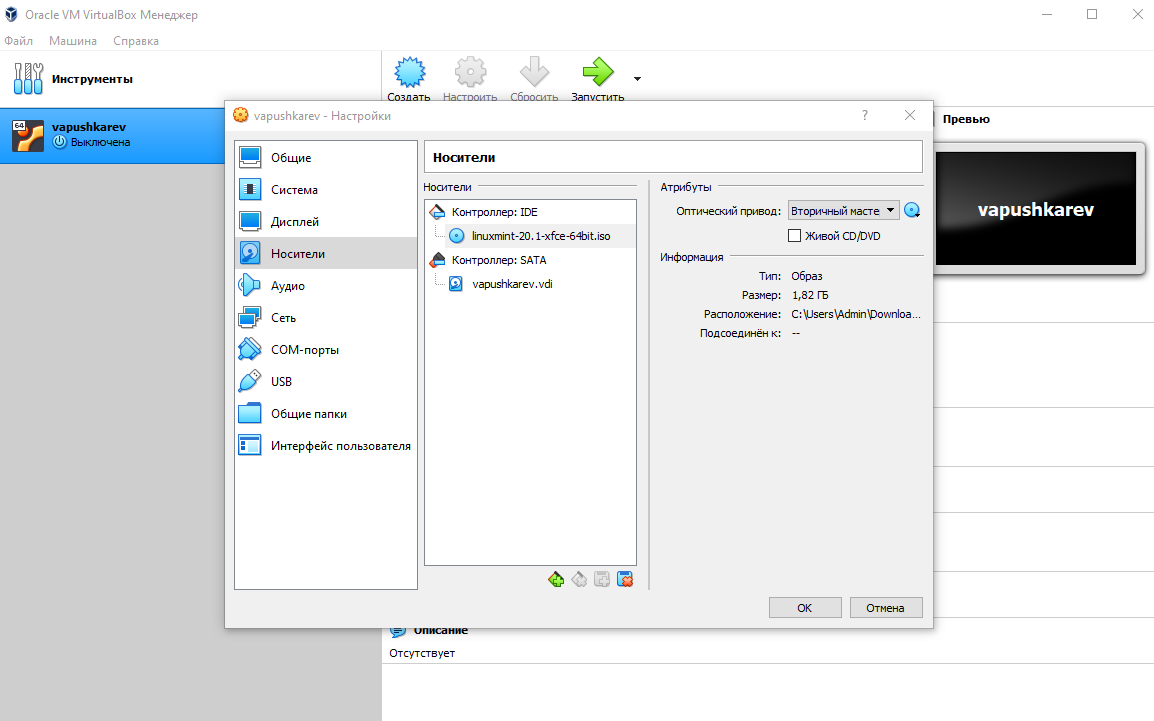 Oracle VM VirtualBox Менеджер
Файл Машина Справка
Инструменты
Создать Настроить Сбросить Запустить
64
vapushkarev
Выключена
Превью
vapushkarev
vapushkarev - Настройки
?
Общие
Система
Дисплей
Носители
Аудио
Сеть
COM-порты
USB
Общие папки
Интерфейс пользователя
Носители
Носители
Контроллер: IDE
linuxmint-20.1-xfce-64bit.iso
Контроллер: SATA
vapushkarev.vdi
Атрибуты
Оптический привод: Вторичный масте
Живой CD/DVD
Информация
Тип: Образ
Размер: 1,82 ГБ
Расположение: C:\Users\Admin\Downloa...
Подсоединён к: --
OK Отмена
Описание
Отсутствует